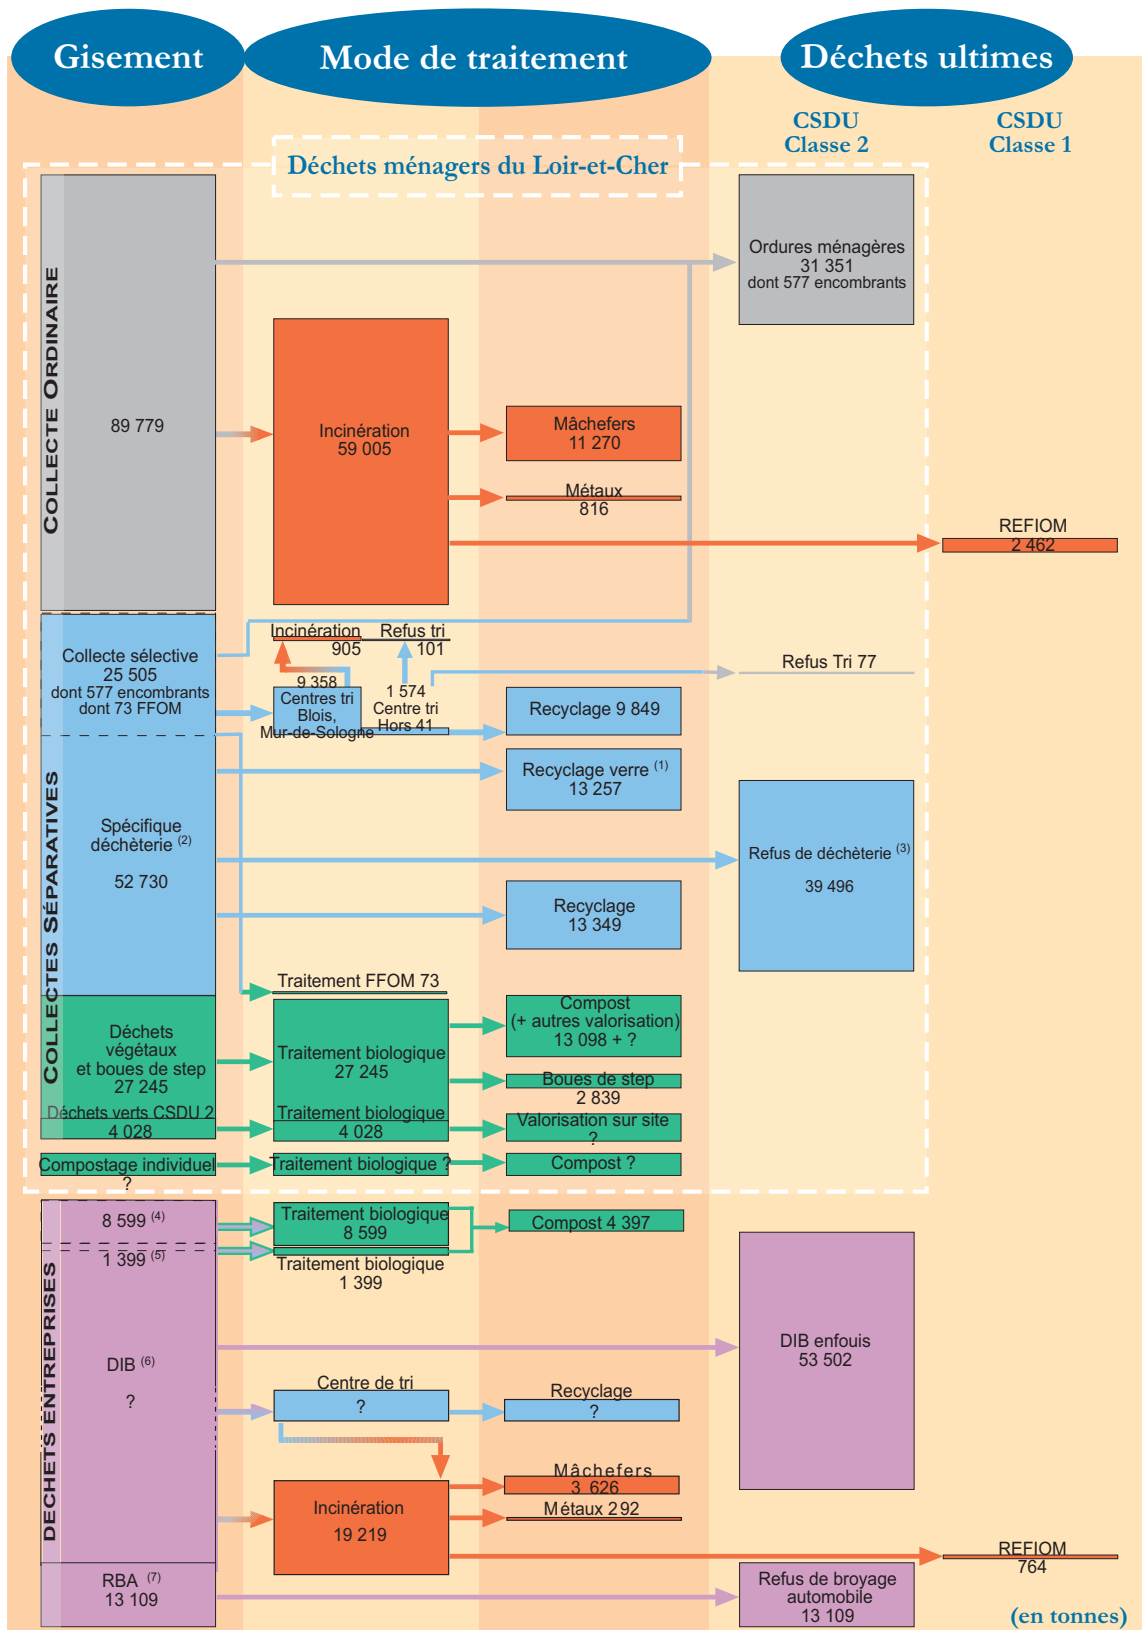 Gisement
Mode de traitement
Déchets ultimes
CSDU
Classe 2
CSDU
Classe 1
Déchets ménagers du Loir-et-Cher
COLLECTE ORDINAIRE
89 779
Incinération
59 005
Mâchefers
11 270
Métaux
816
Ordures ménagères
31 351
dont 577 encombrants
REFIOM
2 462
COLLECTES SÉPARATIVES
Collecte sélective
25 505
dont 577 encombrants
dont 73 FFOM
Incinération
905
Refus tri
101
9 358
Centres tri
Blois,
Mur-de-Sologne
1 574
Centre tri
Hors 41
Refus Tri 77
Recyclage 9 849
Recyclage verre (1)
13 257
Spécifique
déchèterie (2)
52 730
Refus de déchèterie (3)
39 496
Recyclage
13 349
Traitement FFOM 73
Déchets
végétaux
et boues de step
27 245
Traitement biologique
27 245
Compost
(+ autres valorisation)
13 098 + ?
Boues de step
2 839
Déchets verts CSDU 2
4 028
Traitement biologique
4 028
Valorisation sur site
?
Compostage individuel
?
Traitement biologique ?
Compost ?
DECHETS ENTREPRISES
8 599 (4)
Traitement biologique
8 599
Compost 4 397
1 399 (5)
Traitement biologique
1 399
DIB (6)
?
DIB enfouis
53 502
Centre de tri
?
Recyclage
?
Incinération
19 219
Mâchefers
3 626
Métaux 292
REFIOM
764
RBA (7)
13 109
Refus de broyage
automobile
13 109
(en tonnes)